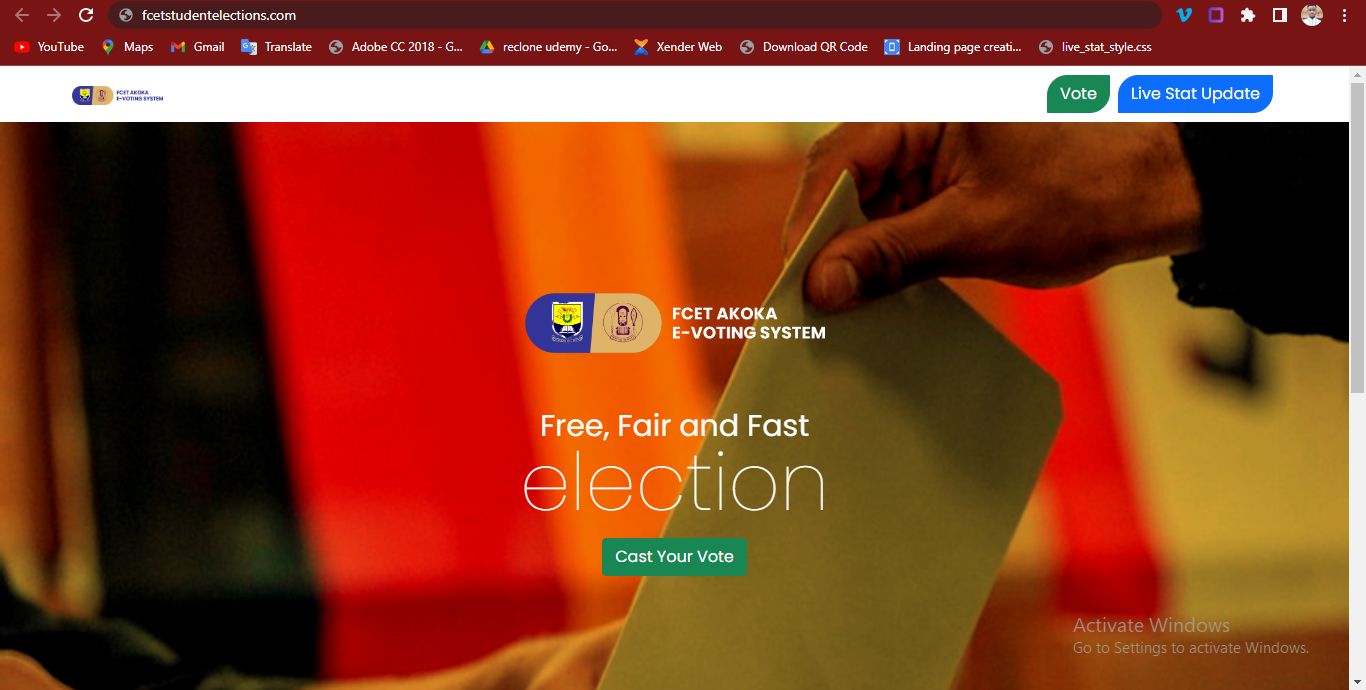 fcetstudentelections.com
YouTube
Maps
Gmail
Translate
Adobe CC 2018 - G...
reclone udemy - Go...
Xender Web
Download QR Code
Landing page creati...
live_stat_style.css
FCET AKOKA
E-VOTING SYSTEM
Vote
Live Stat Update
FCET AKOKA
E-VOTING SYSTEM
Free, Fair and Fast
election
Cast Your Vote
Activate Windows
Go to Settings to activate Windows.